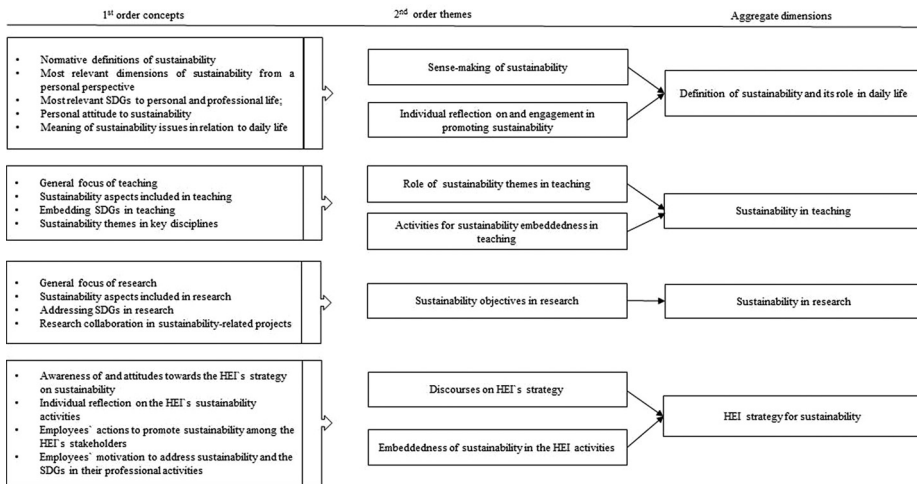 1st order concepts
2nd order themes
Aggregate dimensions
• Normative definitions of sustainability
• Most relevant dimensions of sustainability from a
personal perspective
• Most relevant SDGs to personal and professional life;
• Personal attitude to sustainability
• Meaning of sustainability issues in relation to daily life
Sense-making of sustainability
Individual reflection on and engagement in
promoting sustainability
Definition of sustainability and its role in daily life
• General focus of teaching
• Sustainability aspects included in teaching
• Embedding SDGs in teaching
• Sustainability themes in key disciplines
Role of sustainability themes in teaching
Activities for sustainability embeddedness in
teaching
Sustainability in teaching
• General focus of research
• Sustainability aspects included in research
• Addressing SDGs in research
• Research collaboration in sustainability-related projects
Sustainability objectives in research
Sustainability in research
• Awareness of and attitudes towards the HEI`s strategy
on sustainability
• Individual reflection on the HEI`s sustainability
activities
• Employees` actions to promote sustainability among the
HEI`s stakeholders
• Employees` motivation to address sustainability and the
SDGs in their professional activities
Discourses on HEI`s strategy
Embeddedness of sustainability in the HEI activities
HEI strategy for sustainability